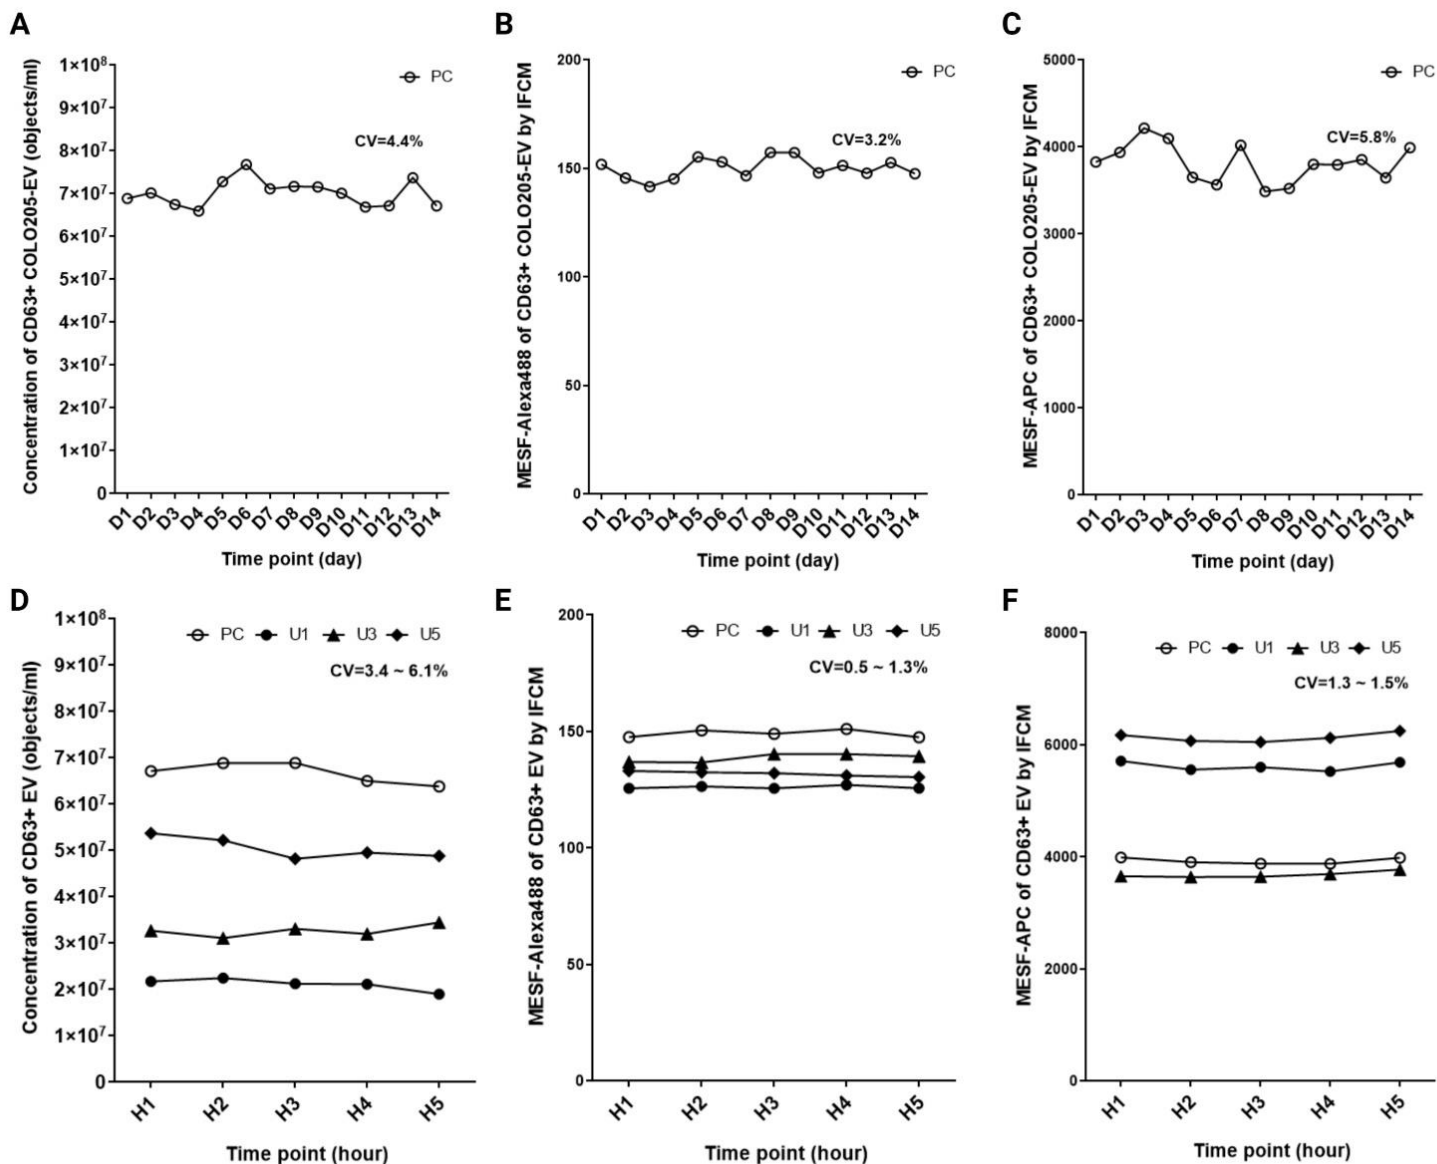 A
Concentration of CD63+ COLO205-EV (objects/ml)
1×10⁸
9×10⁷
8×10⁷
7×10⁷
6×10⁷
5×10⁷
4×10⁷
3×10⁷
2×10⁷
1×10⁷
0
PC
CV=4.4%
D1 D2 D3 D4 D5 D6 D7 D8 D9 D10 D11 D12 D13 D14
Time point (day)
B
MESF-Alexa488 of CD63+ COLO205-EV by IFCM
200
150
100
50
0
PC
CV=3.2%
D1 D2 D3 D4 D5 D6 D7 D8 D9 D10 D11 D12 D13 D14
Time point (day)
C
MESF-APC of CD63+ COLO205-EV by IFCM
5000
4000
3000
2000
1000
0
PC
CV=5.8%
D1 D2 D3 D4 D5 D6 D7 D8 D9 D10 D11 D12 D13 D14
Time point (day)
D
Concentration of CD63+ EV (objects/ml)
1×10⁸
9×10⁷
8×10⁷
7×10⁷
6×10⁷
5×10⁷
4×10⁷
3×10⁷
2×10⁷
1×10⁷
0
PC U1 U3 U5
CV=3.4 ~ 6.1%
H1 H2 H3 H4 H5
Time point (hour)
E
MESF-Alexa488 of CD63+ EV by IFCM
200
150
100
50
0
PC U1 U3 U5
CV=0.5 ~ 1.3%
H1 H2 H3 H4 H5
Time point (hour)
F
MESF-APC of CD63+ EV by IFCM
8000
6000
4000
2000
0
PC U1 U3 U5
CV=1.3 ~ 1.5%
H1 H2 H3 H4 H5
Time point (hour)